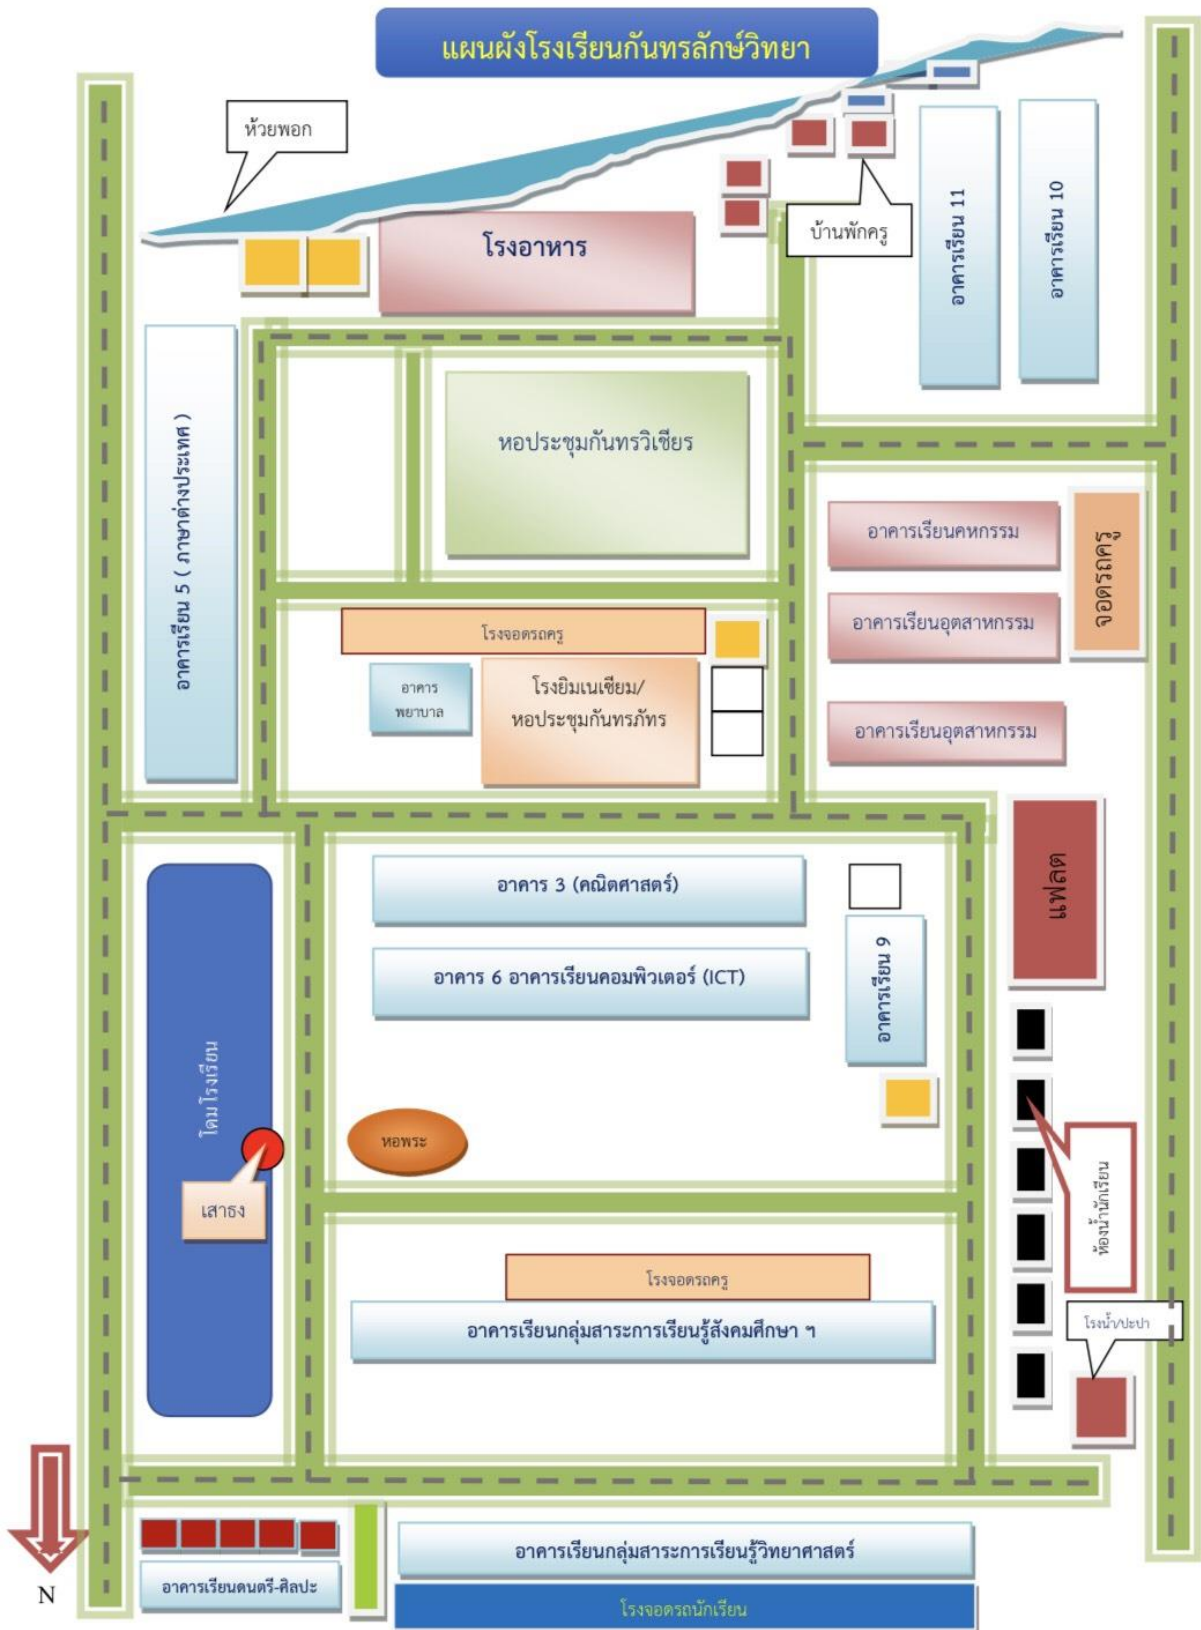 แผนผังโรงเรียนกันทรลักษ์วิทยา
ห้วยพอก
บ้านพักครู
โรงอาหาร
อาคารเรียน 11
อาคารเรียน 10
อาคารเรียน 5 ( ภาษาต่างประเทศ )
หอประชุมกันทรวิเชียร
อาคารเรียนคหกรรม
จอดรถครู
อาคารเรียนอุตสาหกรรม
โรงจอดรถครู
อาคาร
พยาบาล
โรงยิมเนเซียม/
หอประชุมกันทรภัทร
อาคารเรียนอุตสาหกรรม
แฟลต
อาคาร 3 (คณิตศาสตร์)
อาคาร 6 อาคารเรียนคอมพิวเตอร์ (ICT)
อาคารเรียน 9
โดมโรงเรียน
หอพระ
เสาธง
ห้องน้ำนักเรียน
โรงจอดรถครู
โรงน้ำ/ปะปา
อาคารเรียนกลุ่มสาระการเรียนรู้สังคมศึกษา ฯ
N
อาคารเรียนดนตรี-ศิลปะ
อาคารเรียนกลุ่มสาระการเรียนรู้วิทยาศาสตร์
โรงจอดรถนักเรียน